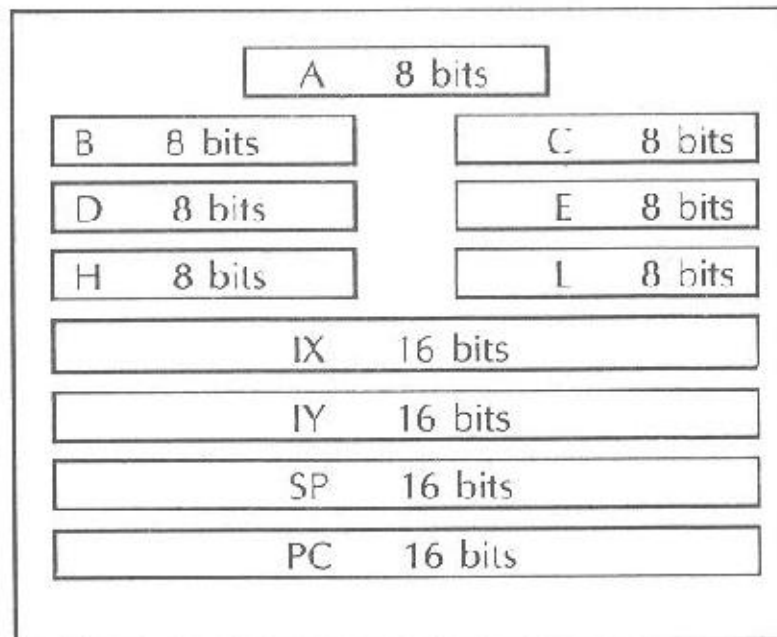 A 8 bits
B 8 bits C 8 bits
D 8 bits E 8 bits
H 8 bits L 8 bits
IX 16 bits
IY 16 bits
SP 16 bits
PC 16 bits